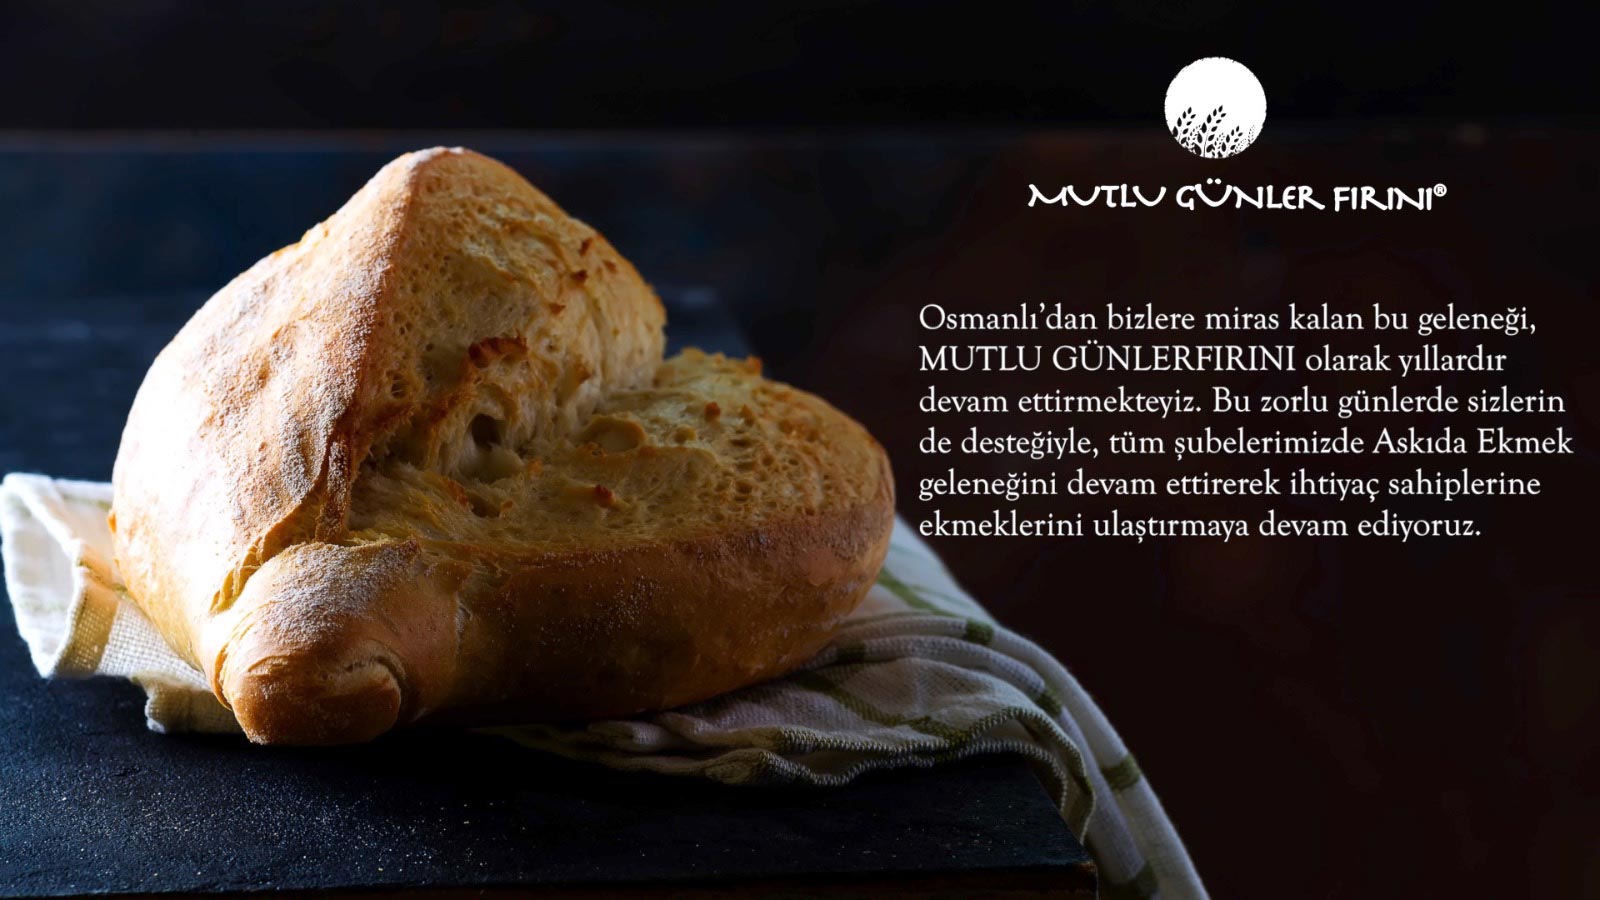 MUTLU GÜNLER FIRINI®
Osmanlı’dan bizlere miras kalan bu geleneği,
MUTLU GÜNLERFIRINI olarak yıllardır
devam ettirmekteyiz. Bu zorlu günlerde sizlerin
de desteğiyle, tüm şubelerimizde Askıda Ekmek
geleneğini devam ettirerek ihtiyaç sahiplerine
ekmeklerini ulaştırmaya devam ediyoruz.